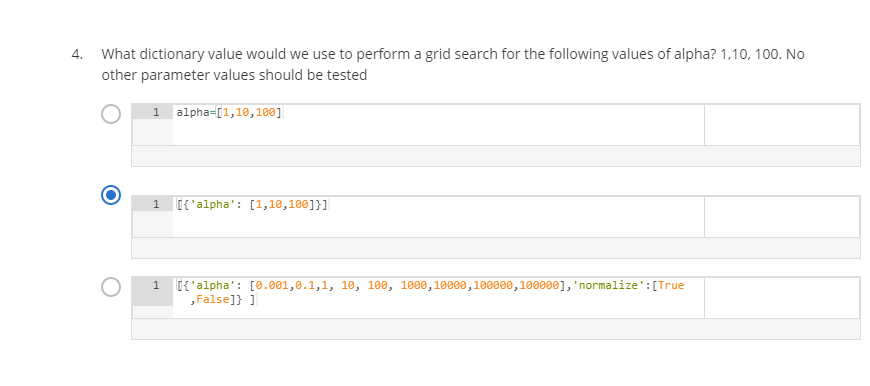 4. What dictionary value would we use to perform a grid search for the following values of alpha? 1,10, 100. No
other parameter values should be tested
1 alpha=[1,10,100]
1 [{'alpha': [1,10,100]}]
1 [{'alpha': [0.001,0.1,1, 10, 100, 1000,10000,100000,100000],'normalize':[True
,False]} ]